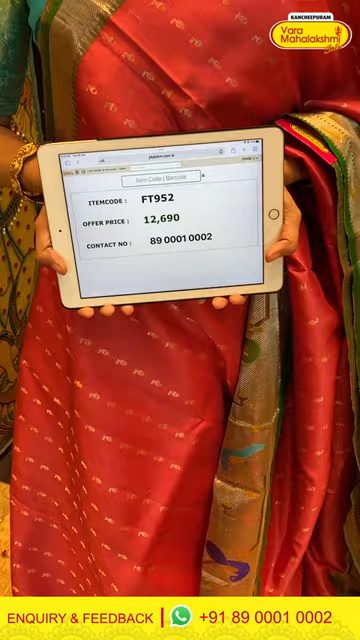 KANCHEEPURAM
Vara
Mahalakshmi
Item Code | Barcode
ITEMCODE : FT952
OFFER PRICE : 12,690
CONTACT NO : 89 0001 0002
ENQUIRY & FEEDBACK | +91 89 0001 0002